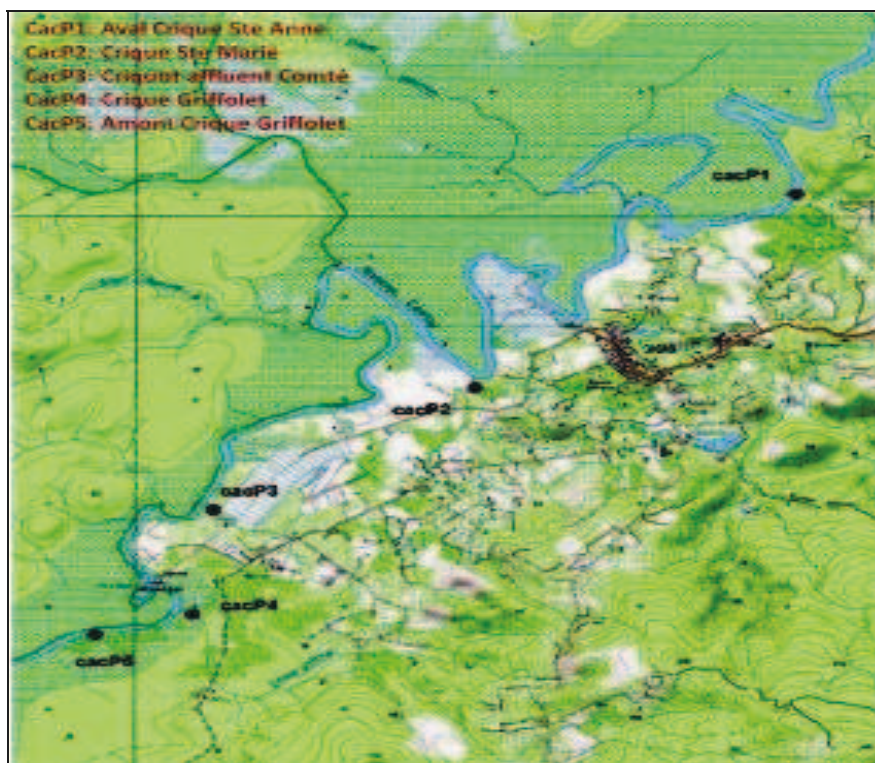 CacP1: Aval Crique Ste Anne
CacP2: Crique Ste Marie
CacP3: Criquot affluent Comté
CacP4: Crique Griffolet
CacP5: Amont Crique Griffolet
cacP1
cacP2
cacP3
cacP4
cacP5